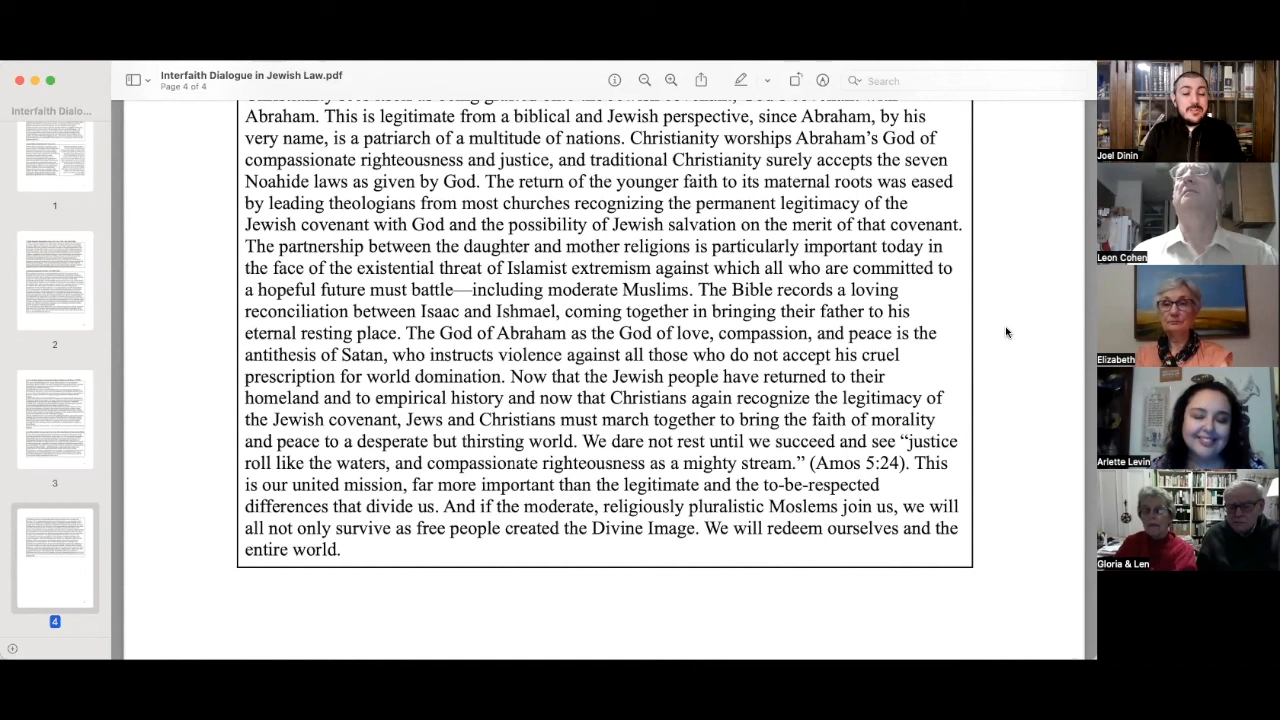 Interfaith Dialogue in Jewish Law.pdf
Page 4 of 4
Search
Interfaith Dialo...
1
2
3
4
Abraham. This is legitimate from a biblical and Jewish perspective, since Abraham, by his
very name, is a patriarch of a multitude of nations. Christianity worships Abraham's God of
compassionate righteousness and justice, and traditional Christianity surely accepts the seven
Noahide laws as given by God. The return of the younger faith to its maternal roots was eased
by leading theologians from most churches recognizing the permanent legitimacy of the
Jewish covenant with God and the possibility of Jewish salvation on the merit of that covenant.
The partnership between the daughter and mother religions is particularly important today in
the face of the existential threat of Islamic extremism against which all who are committed to
a hopeful future must battle—including moderate Muslims. The Bible records a loving
reconciliation between Isaac and Ishmael, coming together in bringing their father to his
eternal resting place. The God of Abraham as the God of love, compassion, and peace is the
antithesis of Satan, who instructs violence against all those who do not accept his cruel
prescription for world domination. Now that the Jewish people have returned to their
homeland and to empirical history and now that Christians again recognize the legitimacy of
the Jewish covenant, Jews and Christians must march together to bring the faith of morality
and peace to a desperate but thirsting world. We dare not rest until we succeed and see "justice
roll like the waters, and compassionate righteousness as a mighty stream." (Amos 5:24). This
is our united mission, far more important than the legitimate and the to-be-respected
differences that divide us. And if the moderate, religiously pluralistic Moslems join us, we will
all not only survive as free people created the Divine Image. We will redeem ourselves and the
entire world.
Joel Dinin
Leon Cohen
Elizabeth
Arlette Levin
Gloria & Len